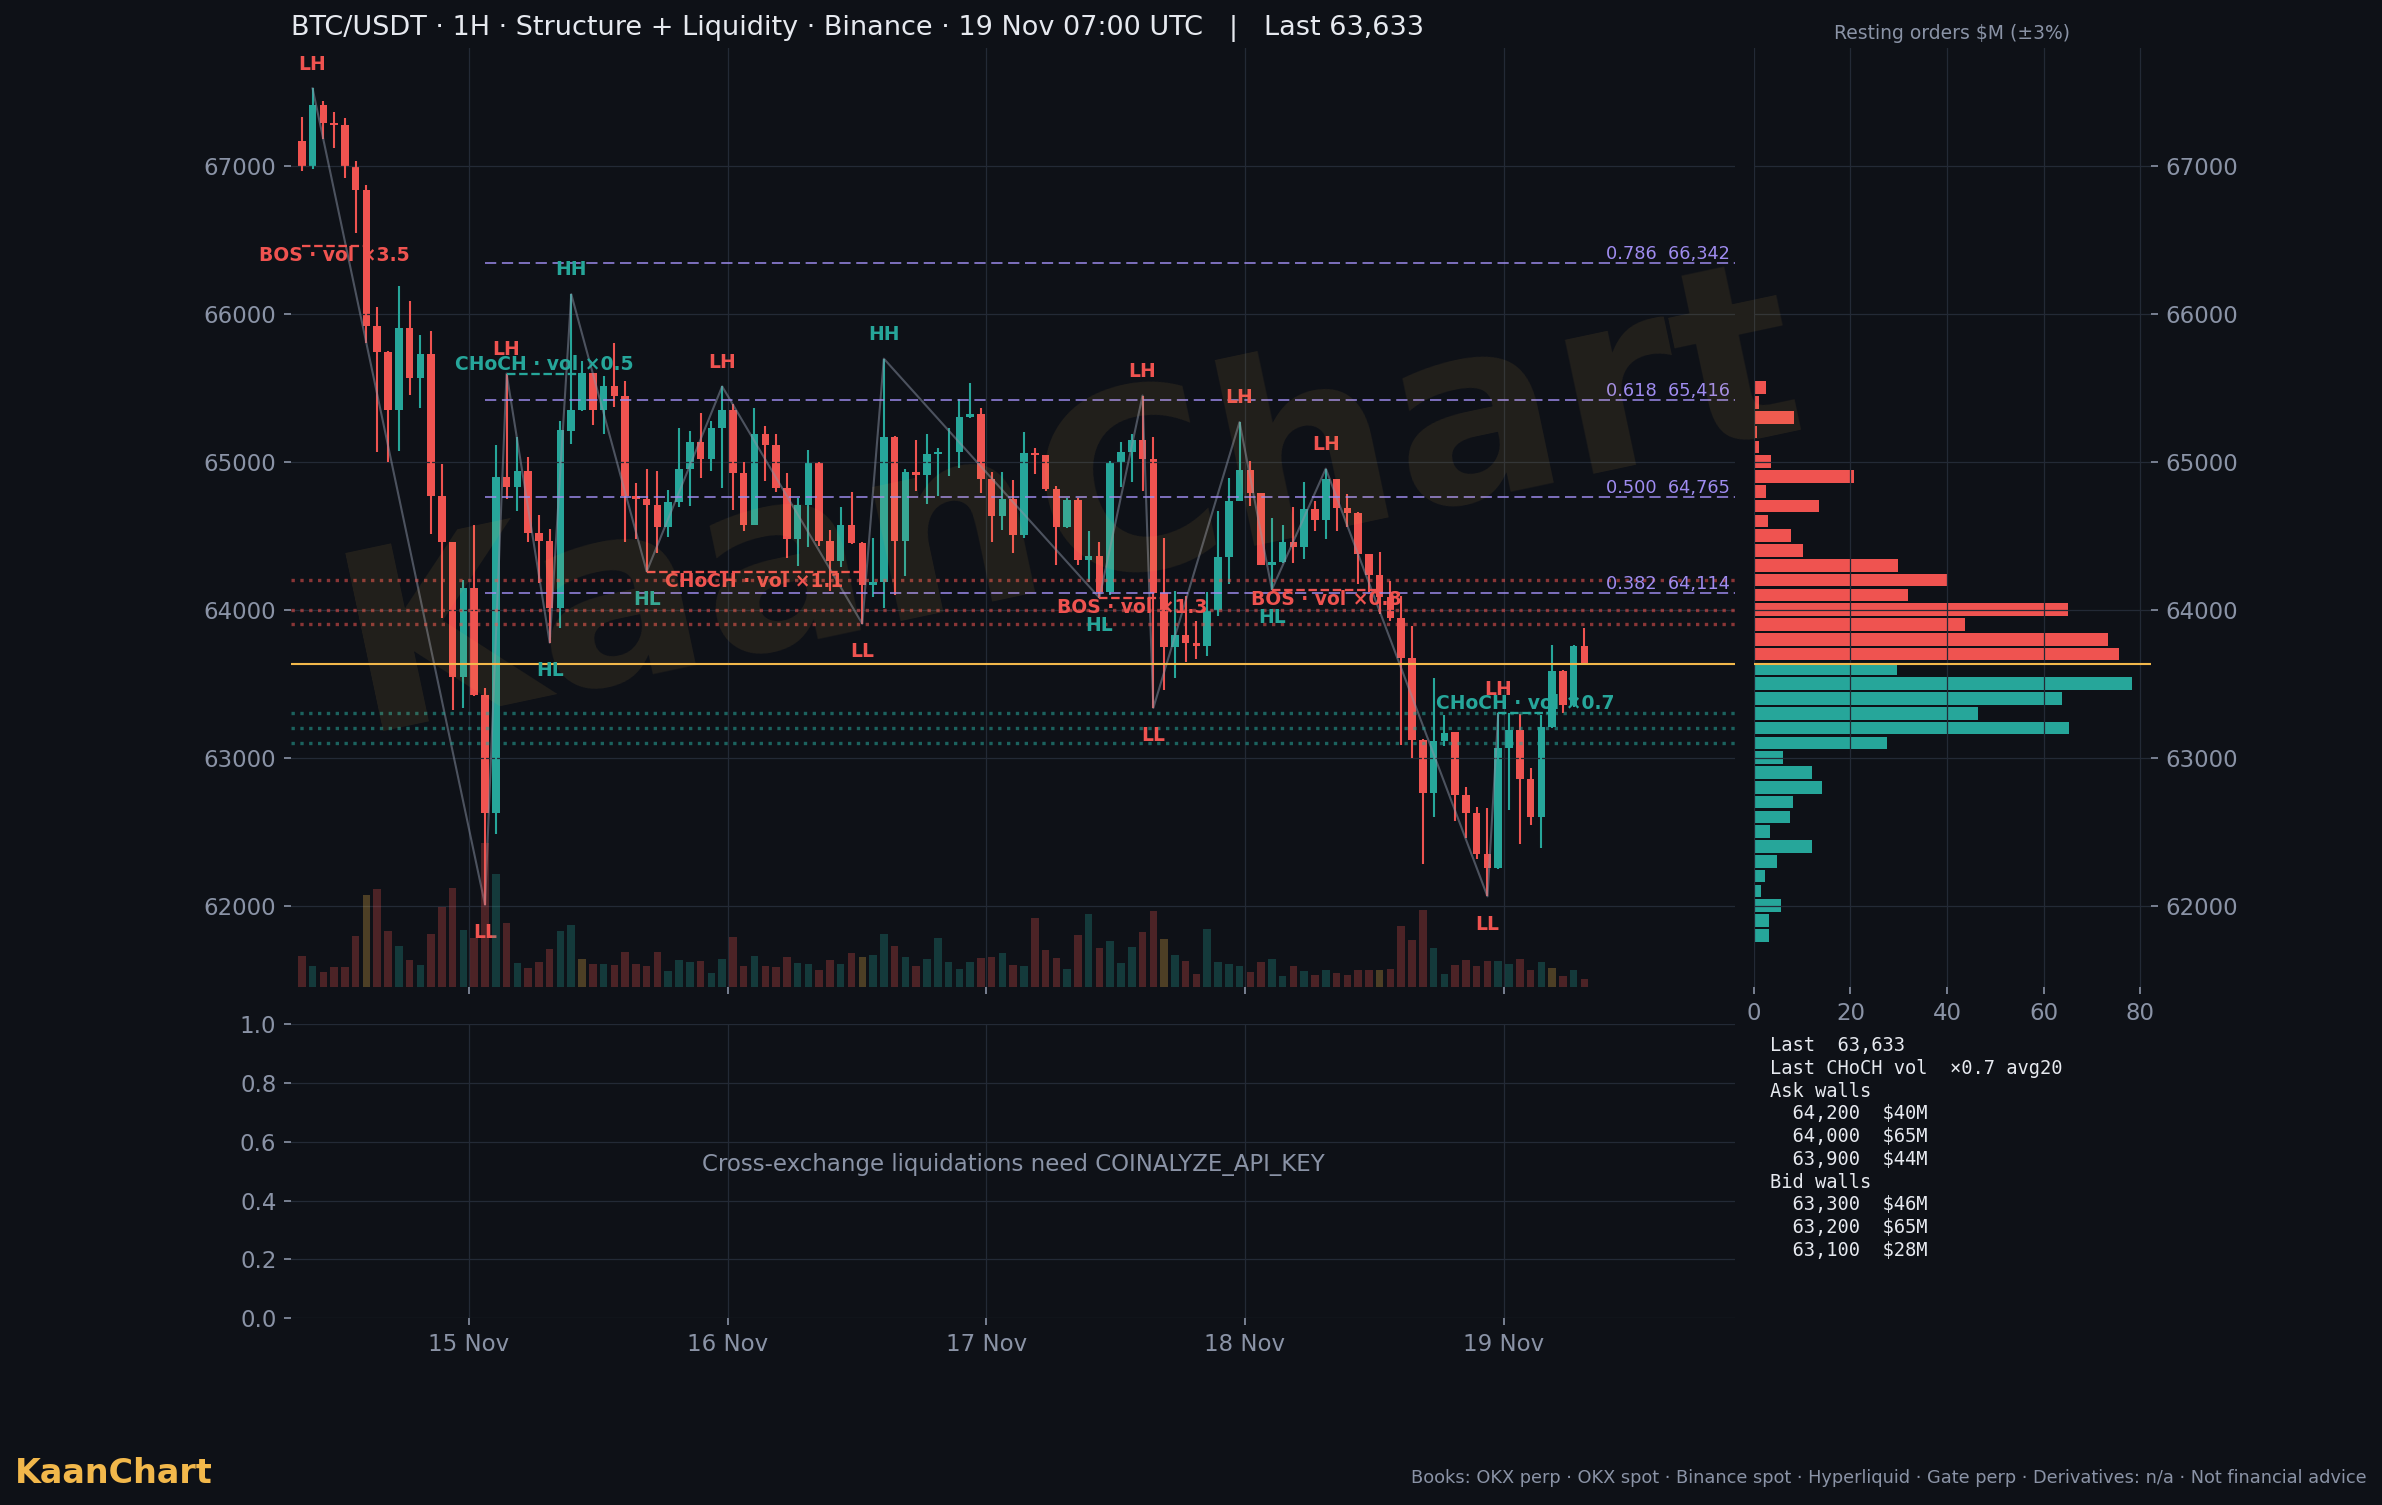 BTC/USDT · 1H · Structure + Liquidity · Binance · 19 Nov 07:00 UTC | Last 63,633
Resting orders $M (±3%)
LH
67000
67000
BOS · vol ×3.5
0.786 66,342
HH
66000
66000
HH
LH
CHoCH · vol ×0.5
LH
LH
0.618 65,416
LH
LH
65000
65000
0.500 64,765
CHoCH · vol ×1.1
0.382 64,114
HL
BOS · vol ×1.3
BOS · vol ×0.8
64000
64000
HL
HL
LL
HL
LH
CHoCH · vol ×0.7
LL
63000
63000
62000
62000
LL
LL
KaanChart
0 20 40 60 80
1.0
0.8
0.6
0.4
0.2
0.0
Cross-exchange liquidations need COINALYZE_API_KEY
15 Nov 16 Nov 17 Nov 18 Nov 19 Nov
Last 63,633
Last CHoCH vol ×0.7 avg20
Ask walls
64,200 $40M
64,000 $65M
63,900 $44M
Bid walls
63,300 $46M
63,200 $65M
63,100 $28M
KaanChart
Books: OKX perp · OKX spot · Binance spot · Hyperliquid · Gate perp · Derivatives: n/a · Not financial advice